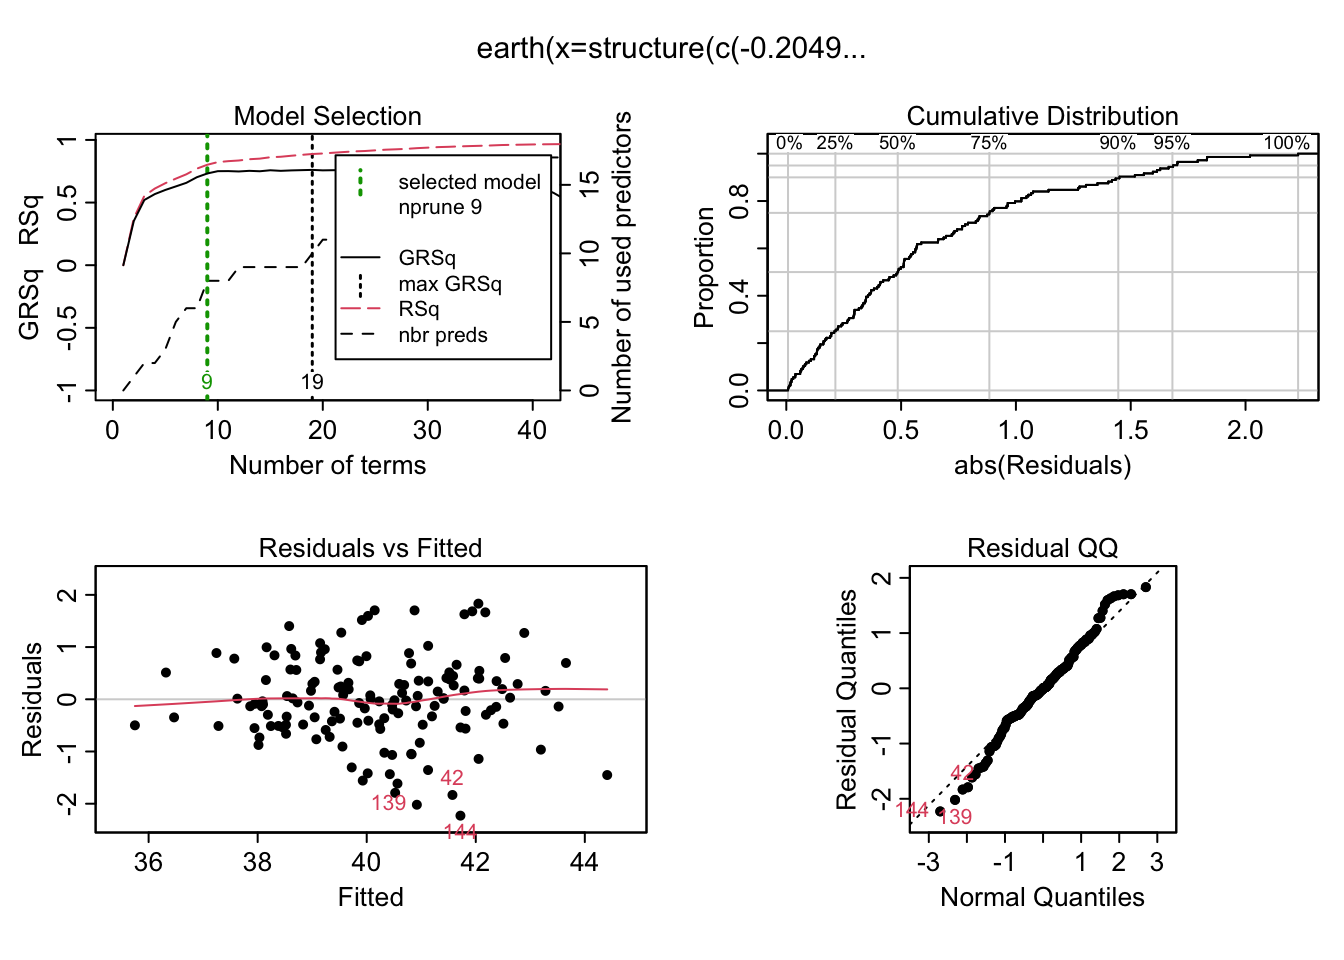 earth(x=structure(c(-0.2049...
Model Selection
GRSq   RSq
1
0.5
0
-0.5
-1
selected model
nprune 9
GRSq
max GRSq
RSq
nbr preds
9
19
15
10
5
0
Number of used predictors
0 10 20 30 40
Number of terms
Cumulative Distribution
0% 25% 50% 75% 90% 95% 100%
Proportion
0.8
0.4
0.0
0.0 0.5 1.0 1.5 2.0
abs(Residuals)
Residuals vs Fitted
Residuals
2
1
0
-1
-2
42
139
144
36 38 40 42 44
Fitted
Residual QQ
Residual Quantiles
2
1
0
-1
-2
42
144 139
-3 -1 1 2 3
Normal Quantiles